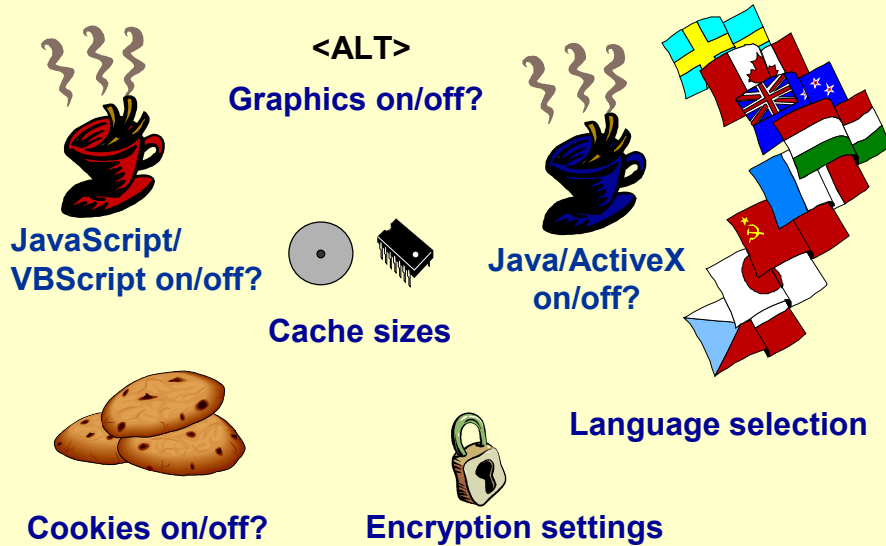 <ALT>
Graphics on/off?
JavaScript/
VBScript on/off?
Java/ActiveX
on/off?
Cache sizes
Language selection
Cookies on/off?
Encryption settings